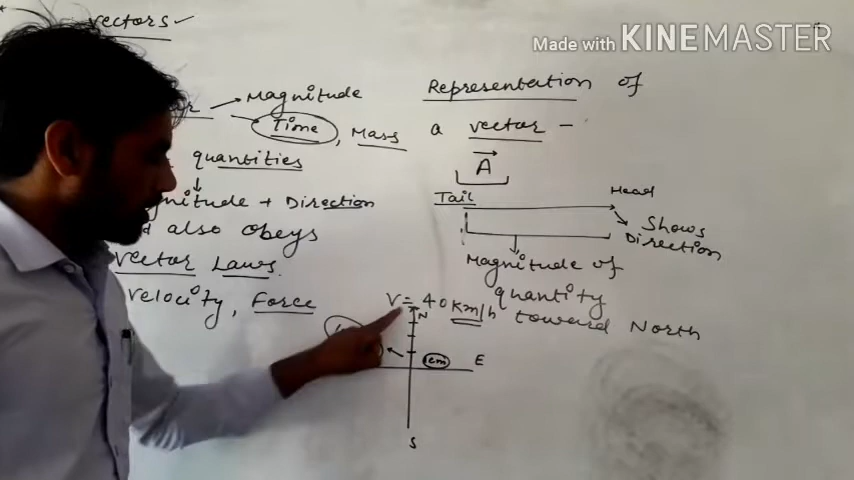 vectors
Made with KINEMASTER
Magnitude
Time, Mass
quantities
Magnitude + Direction
also obeys
vector Laws.
velocity, Force
Representation of
a vector -
A
Tail
Head
Shows
Direction
Magnitude of
quantity
V = 40 km/h toward North
N
1cm
E
S